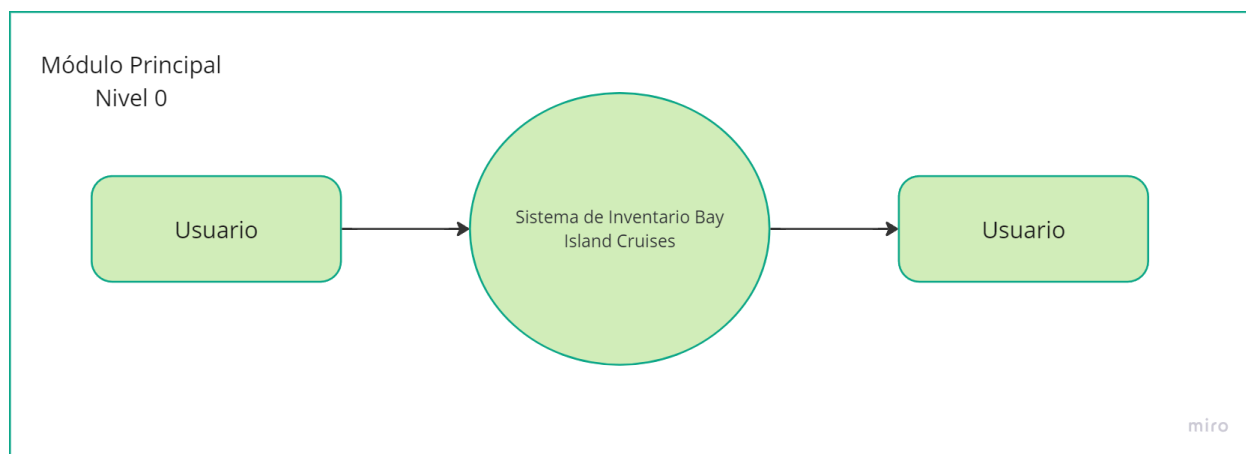 Módulo Principal
Nivel 0
Usuario
Sistema de Inventario Bay
Island Cruises
Usuario
miro